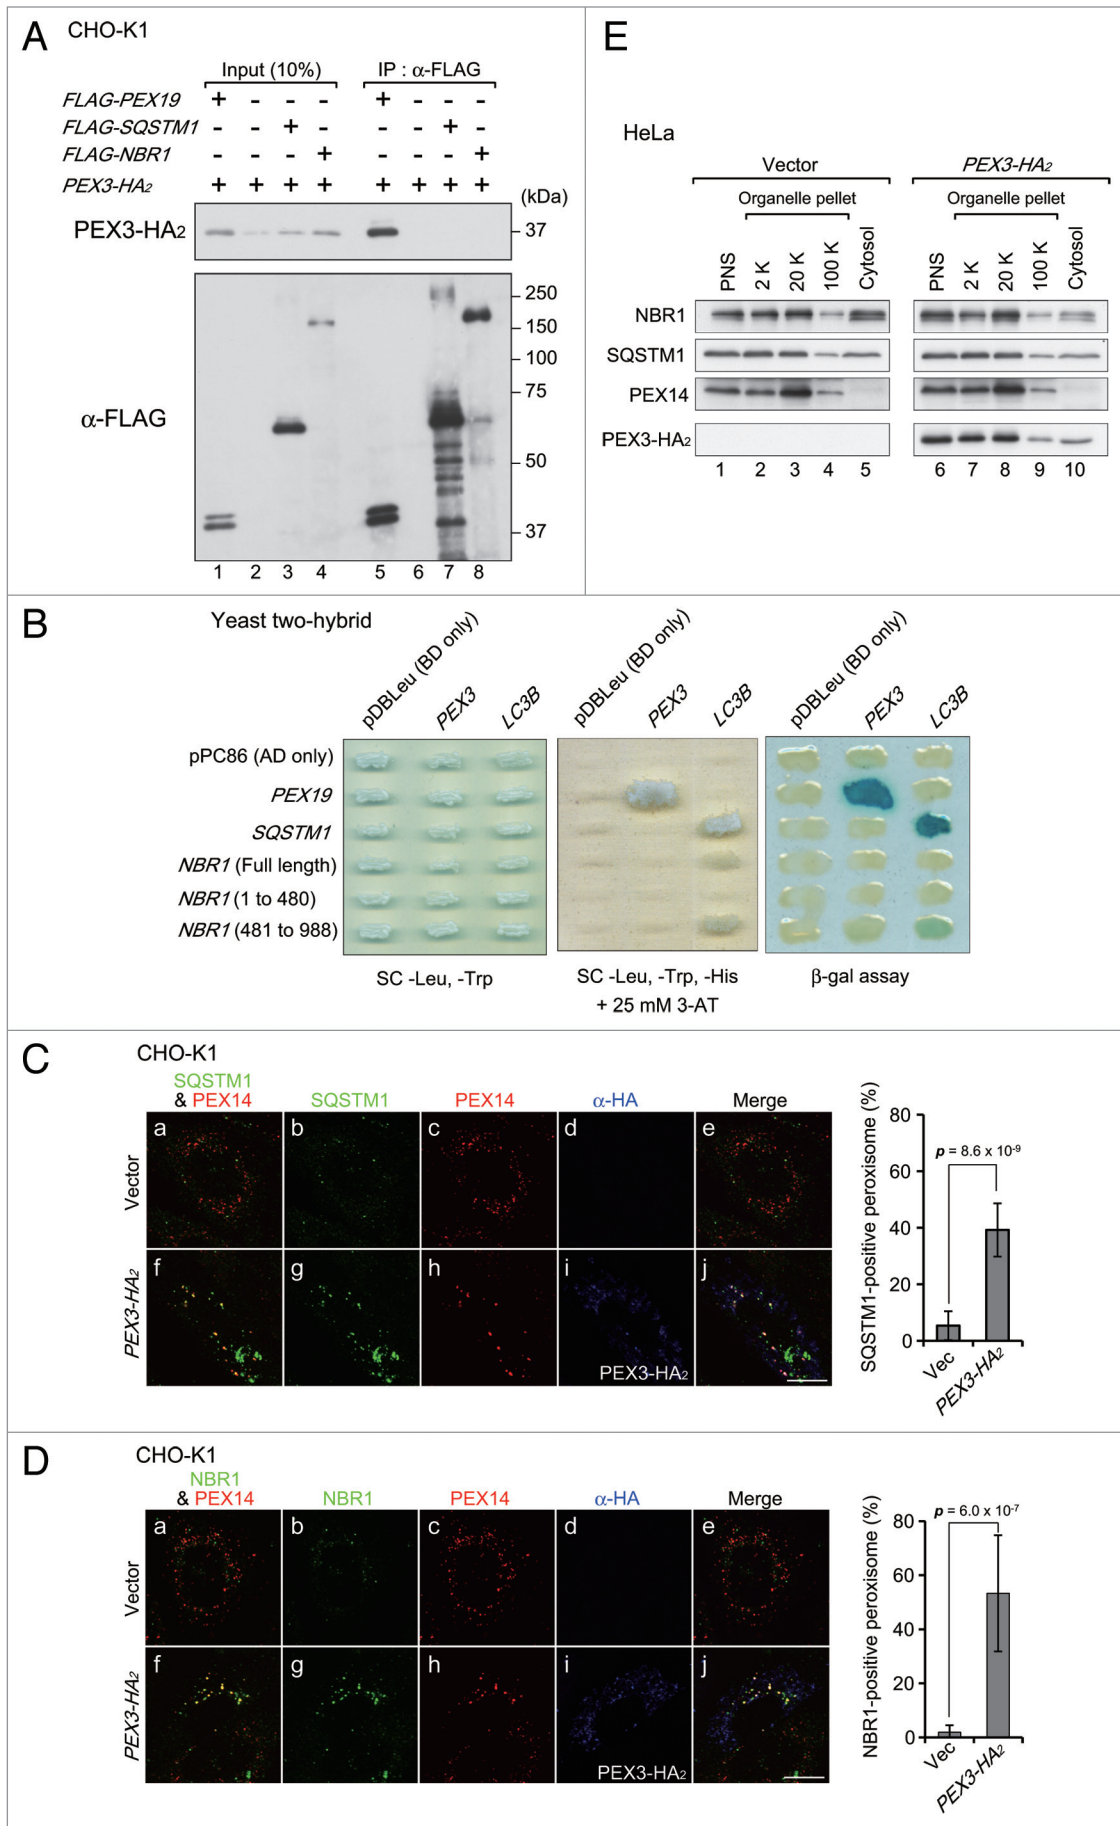 A
CHO-K1
Input (10%)
IP : α-FLAG
FLAG-PEX19 + - - - + - - -
FLAG-SQSTM1 - - + - - - + -
FLAG-NBR1 - - - + - - - +
PEX3-HA2 + + + + + + + +
(kDa)
PEX3-HA2
37
α-FLAG
250
150
100
75
50
37
1 2 3 4 5 6 7 8
E
HeLa
Vector
PEX3-HA2
Organelle pellet
Organelle pellet
PNS 2 K 20 K 100 K Cytosol
PNS 2 K 20 K 100 K Cytosol
NBR1
SQSTM1
PEX14
PEX3-HA2
1 2 3 4 5
6 7 8 9 10
B
Yeast two-hybrid
pDBLeu (BD only) PEX3 LC3B
pDBLeu (BD only) PEX3 LC3B
pDBLeu (BD only) PEX3 LC3B
pPC86 (AD only)
PEX19
SQSTM1
NBR1 (Full length)
NBR1 (1 to 480)
NBR1 (481 to 988)
SC -Leu, -Trp
SC -Leu, -Trp, -His
+ 25 mM 3-AT
β-gal assay
C
CHO-K1
SQSTM1
& PEX14
SQSTM1
PEX14
α-HA
Merge
Vector
a b c d e
PEX3-HA2
f g h i j
PEX3-HA2
SQSTM1-positive peroxisome (%)
80
60
40
20
0
p = 8.6 x 10-9
Vec
PEX3-HA2
D
CHO-K1
NBR1
& PEX14
NBR1
PEX14
α-HA
Merge
Vector
a b c d e
PEX3-HA2
f g h i j
PEX3-HA2
NBR1-positive peroxisome (%)
80
60
40
20
0
p = 6.0 x 10-7
Vec
PEX3-HA2